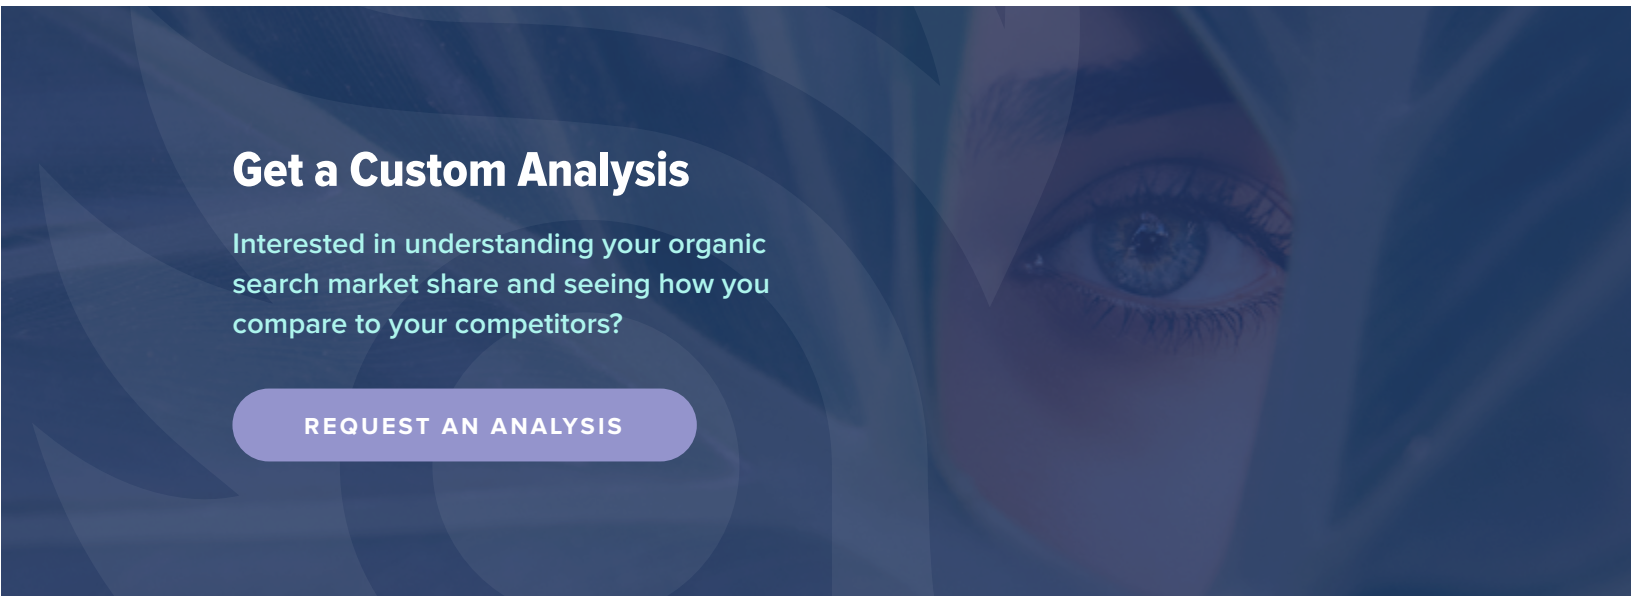 Get a Custom Analysis
Interested in understanding your organic
search market share and seeing how you
compare to your competitors?
REQUEST AN ANALYSIS